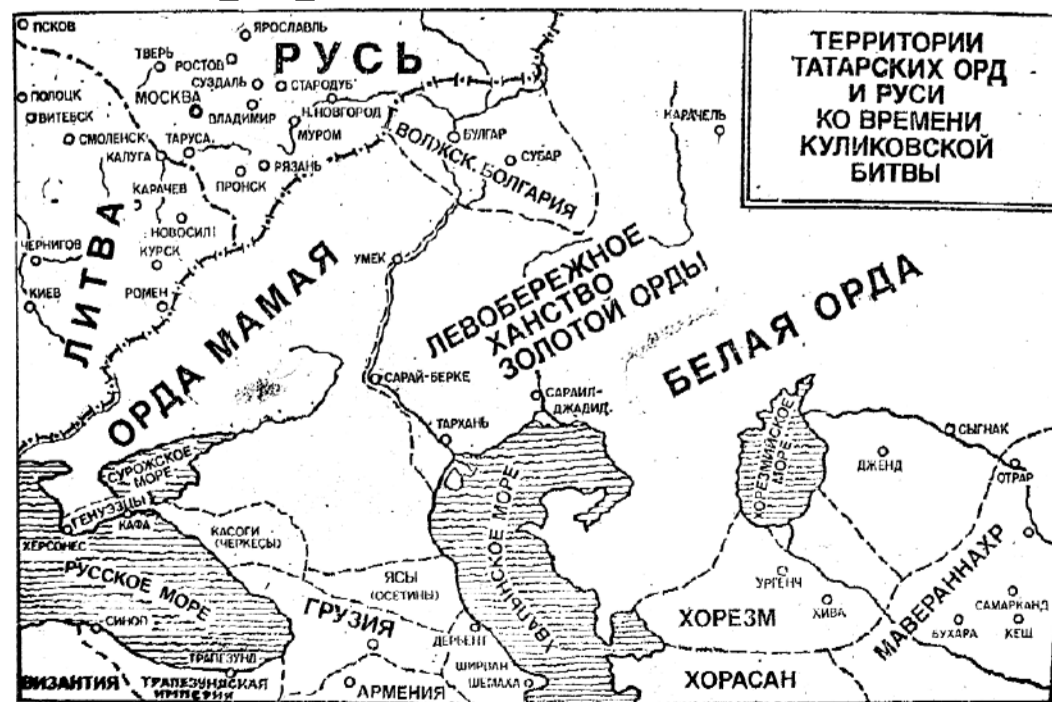 ТЕРРИТОРИИ
ТАТАРСКИХ ОРД
И РУСИ
КО ВРЕМЕНИ
КУЛИКОВСКОЙ
БИТВЫ
ПСКОВ
ЯРОСЛАВЛЬ
РУСЬ
ТВЕРЬ
РОСТОВ
СУЗДАЛЬ
СТАРОДУБ
ПОЛОЦК
МОСКВА
ВИТЕБСК
ВЛАДИМИР
Н.НОВГОРОД
КАРАЧЕЛЬ
СМОЛЕНСК
ТАРУСА
МУРОМ
БУЛГАР
КАЛУГА
СУБАР
РЯЗАНЬ
ПРОНСК
ВОЛЖСК. БОЛГАРИЯ
КАРАЧЕВ
НОВОСИЛ
ЧЕРНИГОВ
КУРСК
УМЕК
КИЕВ
РОМЕН
ЛИТВА
ОРДА МАМАЯ
ЛЕВОБЕРЕЖНОЕ
ХАНСТВО
ЗОЛОТОЙ ОРДЫ
БЕЛАЯ ОРДА
САРАЙ-БЕРКЕ
САРАИЛ-
ДЖАДИД
ТАРХАНЬ
СЫГНАК
СУРОЖСКОЕ
МОРЕ
ХОРЕЗМИЙСКОЕ
МОРЕ
ДЖЕНД
ОТРАР
ГЕНУЭЗЦЫ
КАФА
ХЕРСОНЕС
КАСОГИ
(ЧЕРКЕСЫ)
РУССКОЕ МОРЕ
ЯСЫ
(ОСЕТИНЫ)
ХВАЛЫНСКОЕ МОРЕ
ГРУЗИЯ
УРГЕНЧ
ХИВА
ХОРЕЗМ
МАВЕРАННАХР
САМАРКАНД
БУХАРА
КЕШ
СИНОП
ДЕРБЕНТ
ТРАПЕЗУНД
ШИРВАН
ШЕМАХА
ВИЗАНТИЯ
ТРАПЕЗУНДСКАЯ
ИМПЕРИЯ
АРМЕНИЯ
ХОРАСАН